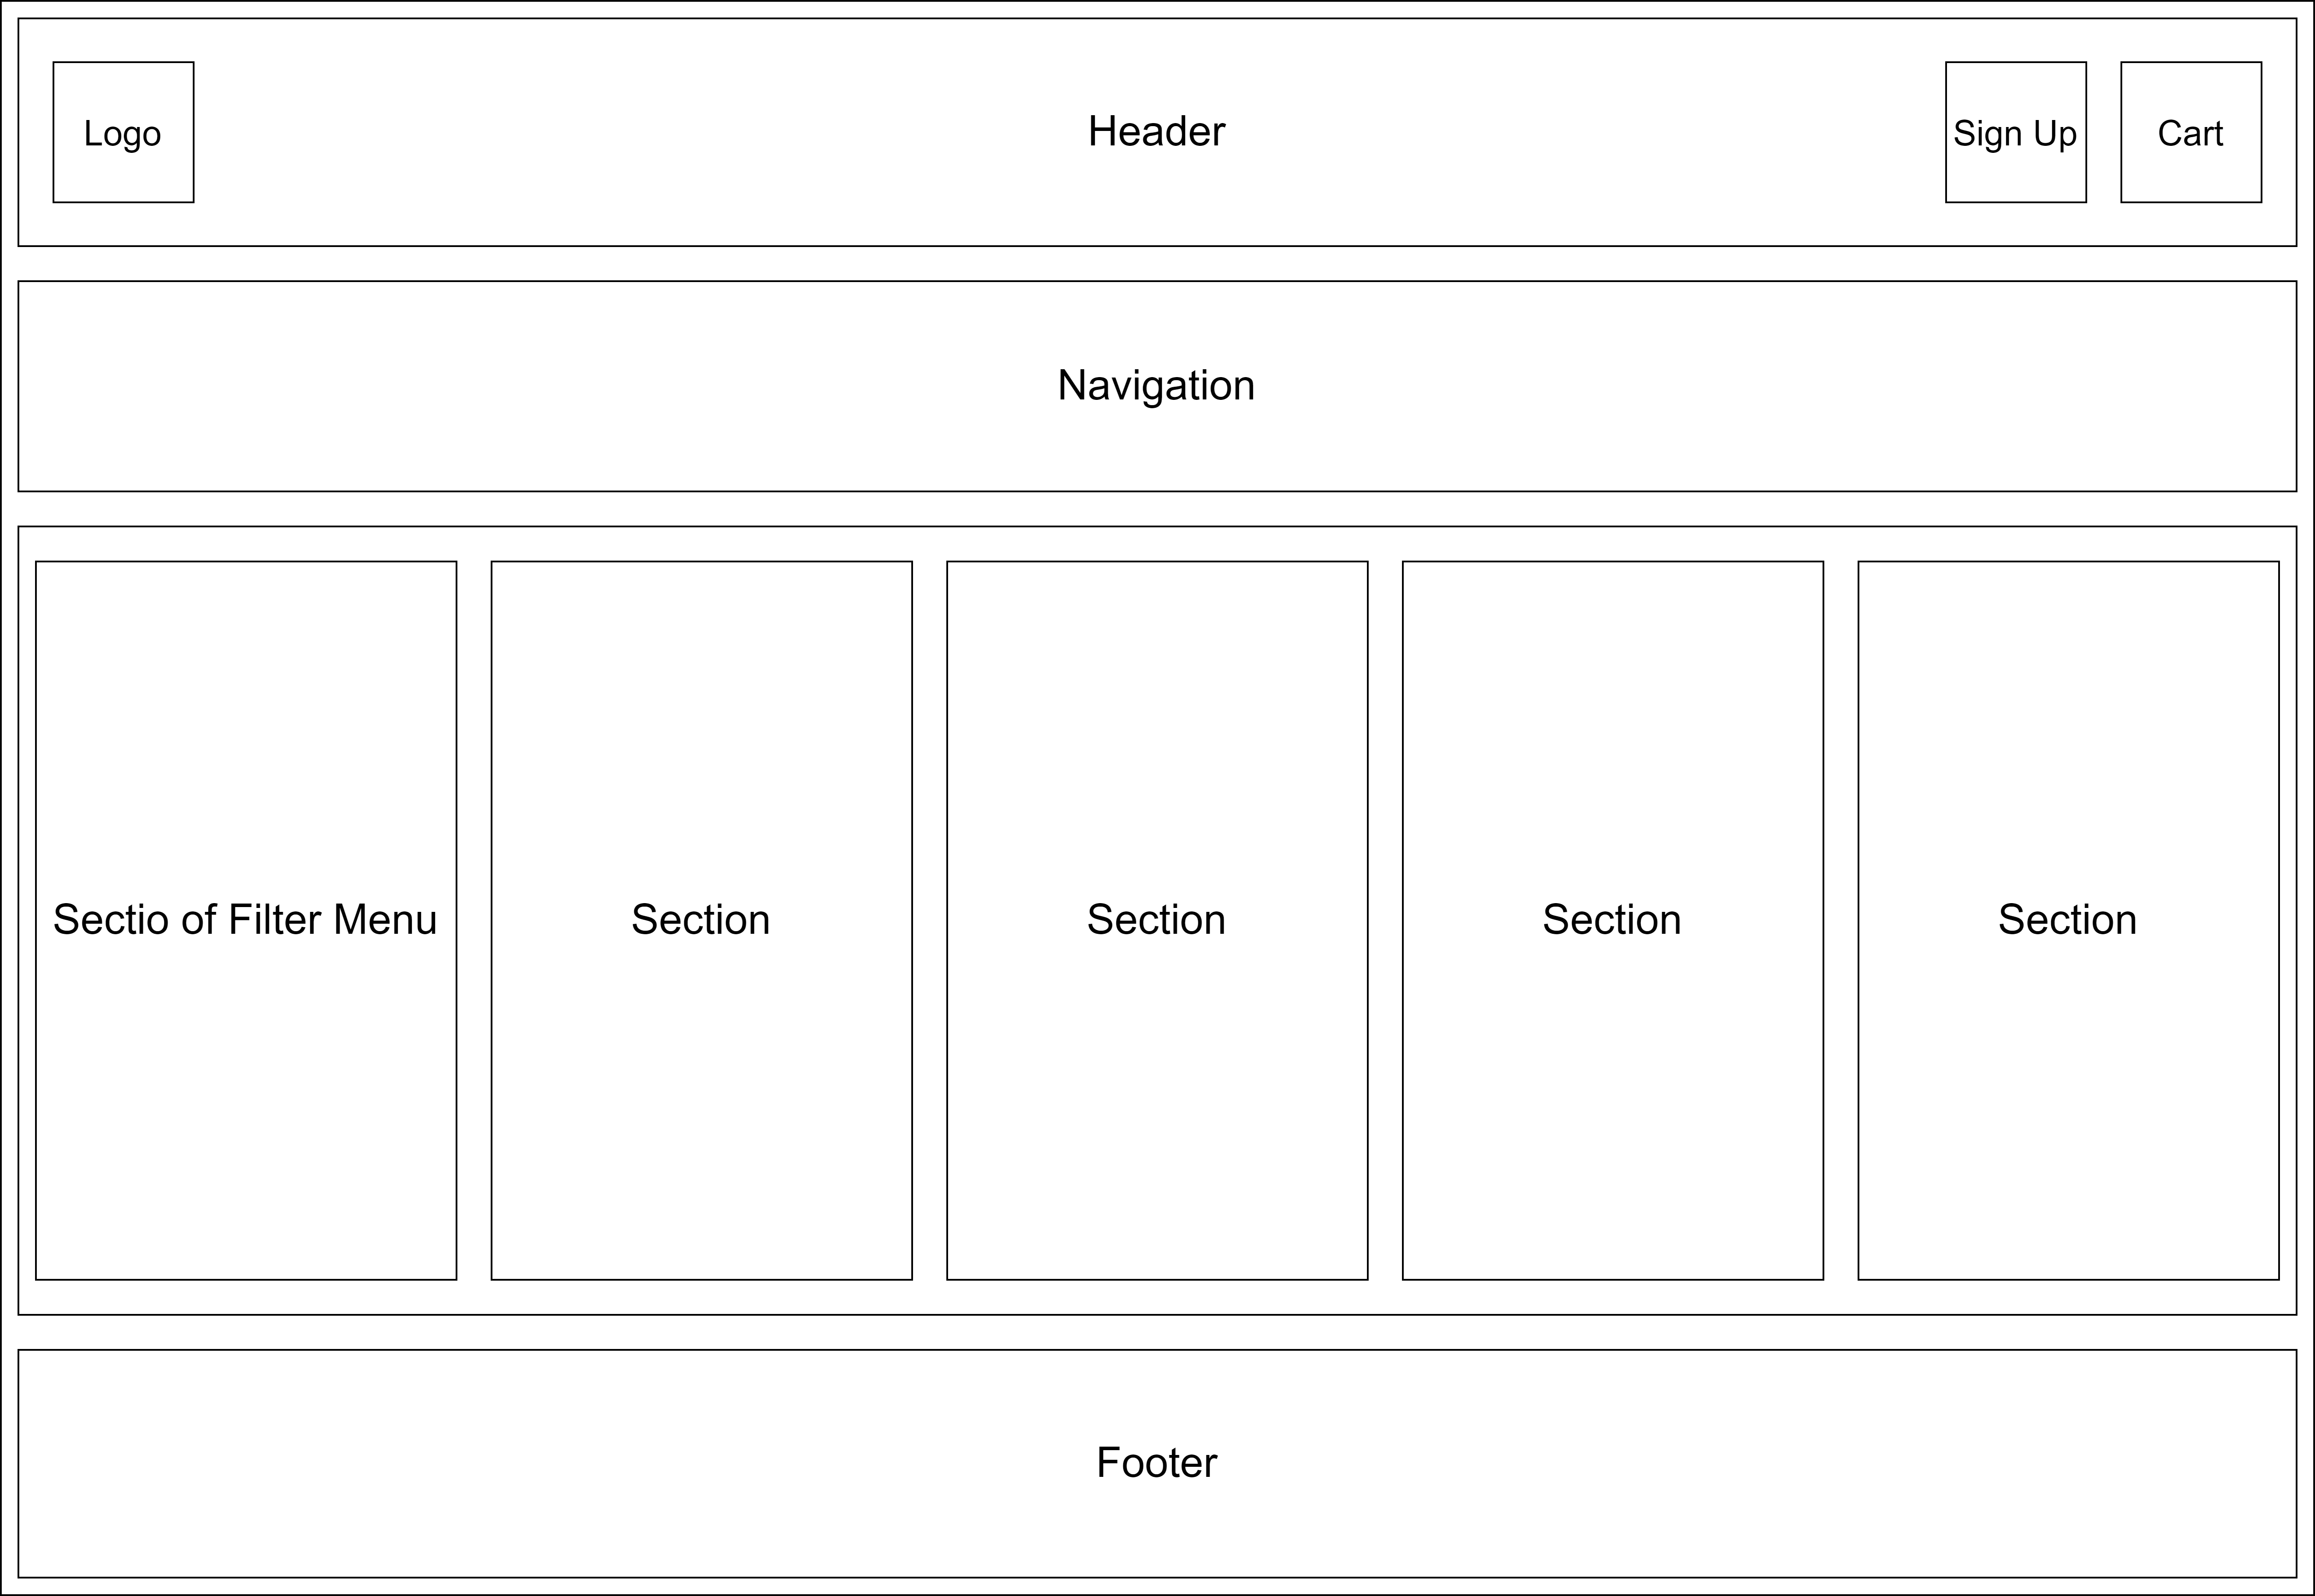 Logo
Header
Sign Up
Cart
Navigation
Sectio of Filter Menu
Section
Section
Section
Section
Footer